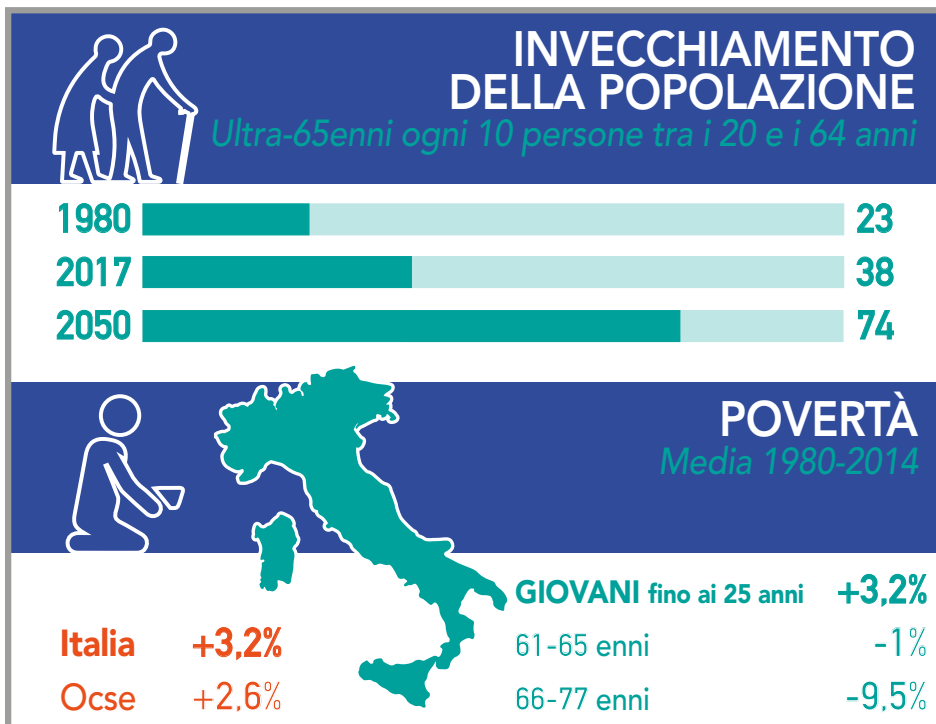 INVECCHIAMENTO
DELLA POPOLAZIONE
Ultra-65enni ogni 10 persone tra i 20 e i 64 anni
1980 23
2017 38
2050 74
POVERTÀ
Media 1980-2014
GIOVANI fino ai 25 anni +3,2%
Italia +3,2%
61-65 enni -1%
Ocse +2,6%
66-77 enni -9,5%